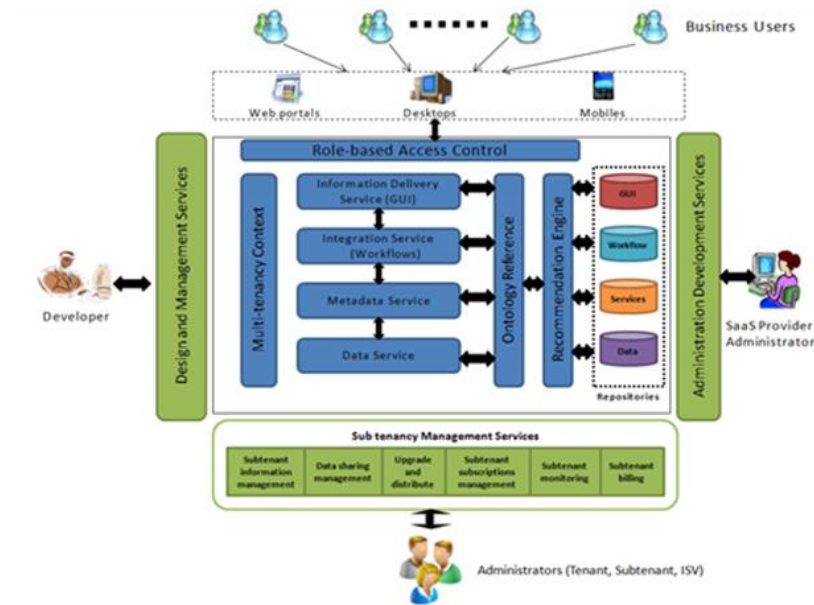 Business Users
Web portals
Desktops
Mobiles
Role-based Access Control
Design and Management Services
Multi-tenancy Context
Information Delivery
Service (GUI)
Integration Service
(Workflows)
Metadata Service
Data Service
Ontology Reference
Recommendation Engine
GUI
Workflow
Services
Data
Repositories
Administration Development Services
Developer
SaaS Provider
Administrator
Sub tenancy Management Services
Subtenant
information
management
Data sharing
management
Upgrade
and
distribute
Subtenant
subscriptions
management
Subtenant
monitoring
Subtenant
billing
Administrators (Tenant, Subtenant, ISV)